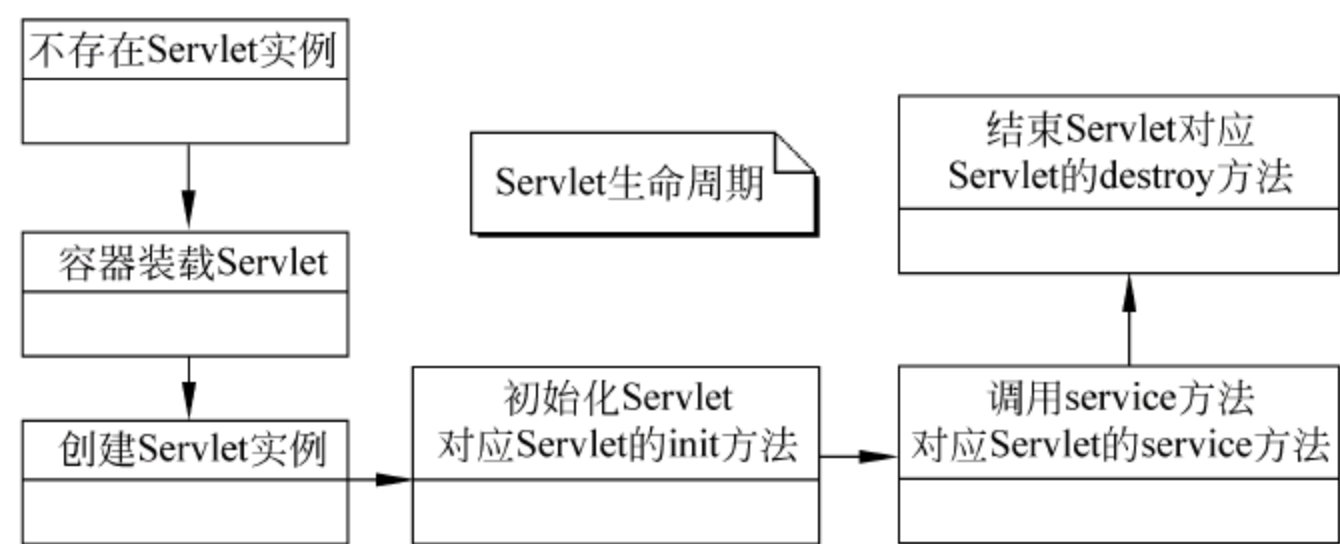 不存在Servlet实例
容器装载Servlet
创建Servlet实例
Servlet生命周期
初始化Servlet
对应Servlet的init方法
调用service方法
对应Servlet的service方法
结束Servlet对应
Servlet的destroy方法